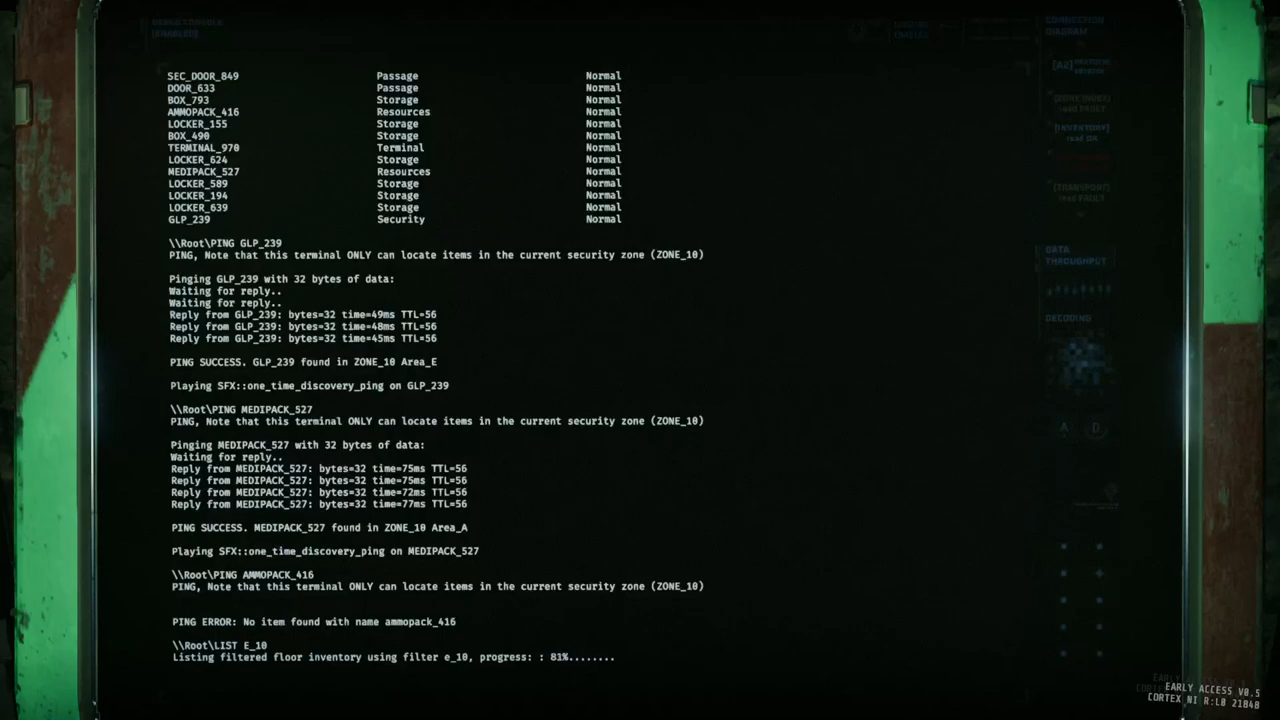 SEC_DOOR_849 Passage Normal
DOOR_633 Passage Normal
BOX_793 Storage Normal
AMMOPACK_416 Resources Normal
LOCKER_155 Storage Normal
BOX_490 Storage Normal
TERMINAL_970 Terminal Normal
LOCKER_624 Storage Normal
MEDIPACK_527 Resources Normal
LOCKER_589 Storage Normal
LOCKER_194 Storage Normal
LOCKER_639 Storage Normal
GLP_239 Security Normal
\\Root\PING GLP_239
PING, Note that this terminal ONLY can locate items in the current security zone (ZONE_10)
Pinging GLP_239 with 32 bytes of data:
Waiting for reply..
Waiting for reply..
Reply from GLP_239: bytes=32 time=49ms TTL=56
Reply from GLP_239: bytes=32 time=48ms TTL=56
Reply from GLP_239: bytes=32 time=45ms TTL=56
PING SUCCESS. GLP_239 found in ZONE_10 Area_E
Playing SFX::one_time_discovery_ping on GLP_239
\\Root\PING MEDIPACK_527
PING, Note that this terminal ONLY can locate items in the current security zone (ZONE_10)
Pinging MEDIPACK_527 with 32 bytes of data:
Waiting for reply..
Reply from MEDIPACK_527: bytes=32 time=75ms TTL=56
Reply from MEDIPACK_527: bytes=32 time=75ms TTL=56
Reply from MEDIPACK_527: bytes=32 time=72ms TTL=56
Reply from MEDIPACK_527: bytes=32 time=77ms TTL=56
PING SUCCESS. MEDIPACK_527 found in ZONE_10 Area_A
Playing SFX::one_time_discovery_ping on MEDIPACK_527
\\Root\PING AMMOPACK_416
PING, Note that this terminal ONLY can locate items in the current security zone (ZONE_10)
PING ERROR: No item found with name ammopack_416
\\Root\LIST E_10
Listing filtered floor inventory using filter e_10, progress: : 81%........
CONNECTION
DIAGRAM
[INVENTORY]
read OK
[TRANSPORT]
read FAULT
DATA
THROUGHPUT
DECODING
A D
EARLY ACCESS V0.5
CORTEX NI R:L0 21848